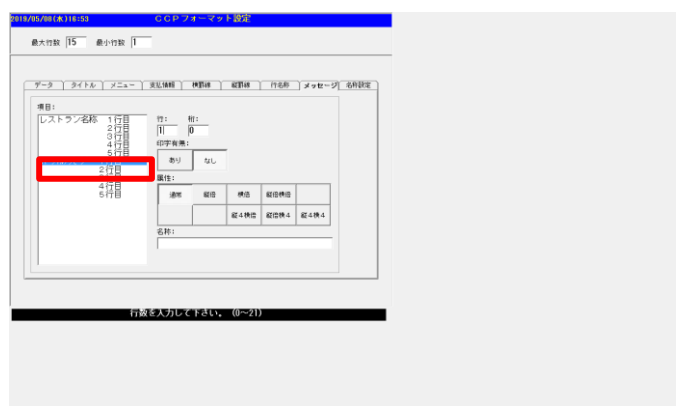 2019/05/08(水)16:53 CCPフォーマット設定
最大行数 15 最小行数 1
データ タイトル メニュー 支払情報 横罫線 縦罫線 行名称 メッセージ 名称設定
項目:
レストラン名称 1行目
2行目
3行目
4行目
5行目
2行目
4行目
5行目
行: 桁:
1 0
印字有無:
あり なし
属性:
通常 縦倍 横倍 縦倍横倍
縦4横倍 縦倍横4 縦4横4
名称:
行数を入力して下さい。 (0~21)